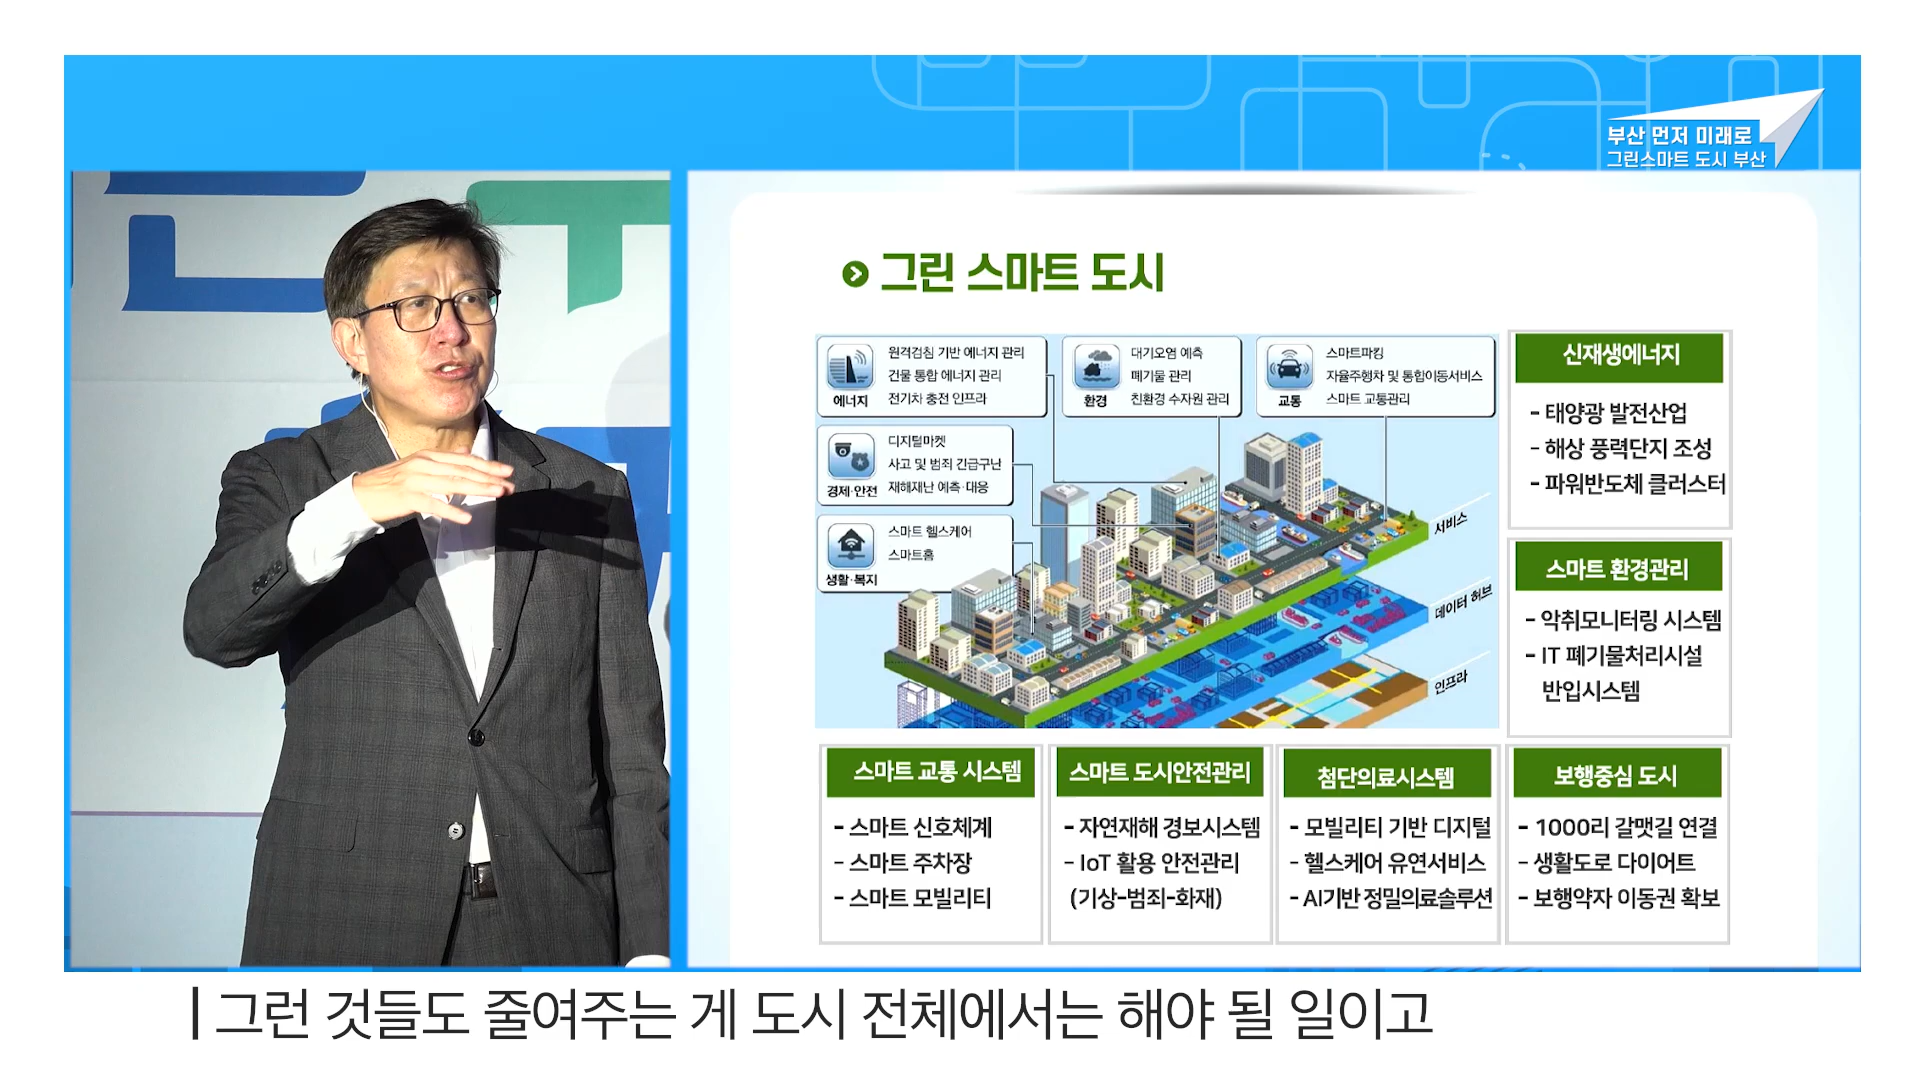 부산 먼저 미래로
그린스마트 도시 부산
그린 스마트 도시
에너지
원격검침 기반 에너지 관리
건물 통합 에너지 관리
전기차 충전 인프라
환경
대기오염 예측
폐기물 관리
친환경 수자원 관리
교통
스마트파킹
자율주행차 및 통합이동서비스
스마트 교통관리
경제·안전
디지털마켓
사고 및 범죄 긴급구난
재해재난 예측·대응
생활·복지
스마트 헬스케어
스마트홈
서비스
데이터 허브
인프라
신재생에너지
- 태양광 발전산업
- 해상 풍력단지 조성
- 파워반도체 클러스터
스마트 환경관리
- 악취모니터링 시스템
- IT 폐기물처리시설
반입시스템
스마트 교통 시스템
- 스마트 신호체계
- 스마트 주차장
- 스마트 모빌리티
스마트 도시안전관리
- 자연재해 경보시스템
- IoT 활용 안전관리
(기상-범죄-화재)
첨단의료시스템
- 모빌리티 기반 디지털
- 헬스케어 유연서비스
- AI기반 정밀의료솔루션
보행중심 도시
- 1000리 갈맷길 연결
- 생활도로 다이어트
- 보행약자 이동권 확보
| 그런 것들도 줄여주는 게 도시 전체에서는 해야 될 일이고